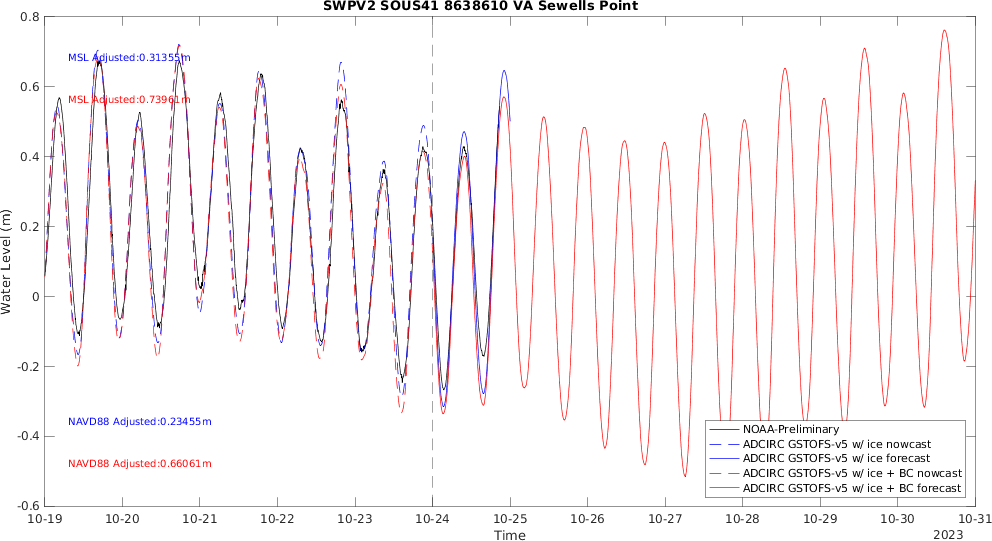 SWPV2 SOUS41 8638610 VA Sewells Point
0.8
0.6
0.4
0.2
0
-0.2
-0.4
-0.6
Water Level (m)
MSL Adjusted:0.31355m
MSL Adjusted:0.73961m
NAVD88 Adjusted:0.23455m
NAVD88 Adjusted:0.66061m
NOAA-Preliminary
ADCIRC GSTOFS-v5 w/ ice nowcast
ADCIRC GSTOFS-v5 w/ ice forecast
ADCIRC GSTOFS-v5 w/ ice + BC nowcast
ADCIRC GSTOFS-v5 w/ ice + BC forecast
10-19 10-20 10-21 10-22 10-23 10-24 10-25 10-26 10-27 10-28 10-29 10-30 10-31
Time
2023